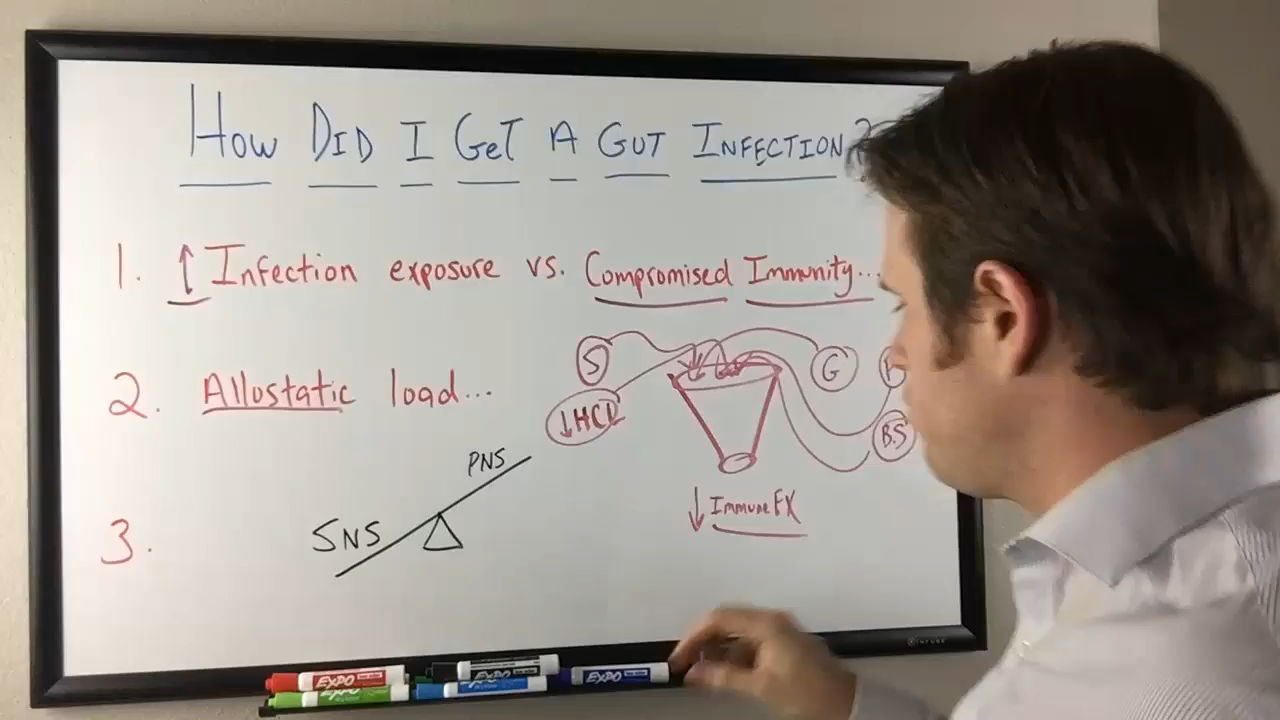 How DID I GeT A GUT INFECTION?
1. ↑ Infection exposure vs. Compromised Immunity...
S
G
2. Allostatic load...
↓HCL
B.S
PNS
↓ Immune FX
3.
SNS
EXPO
EXPO
EXPO
EXPO